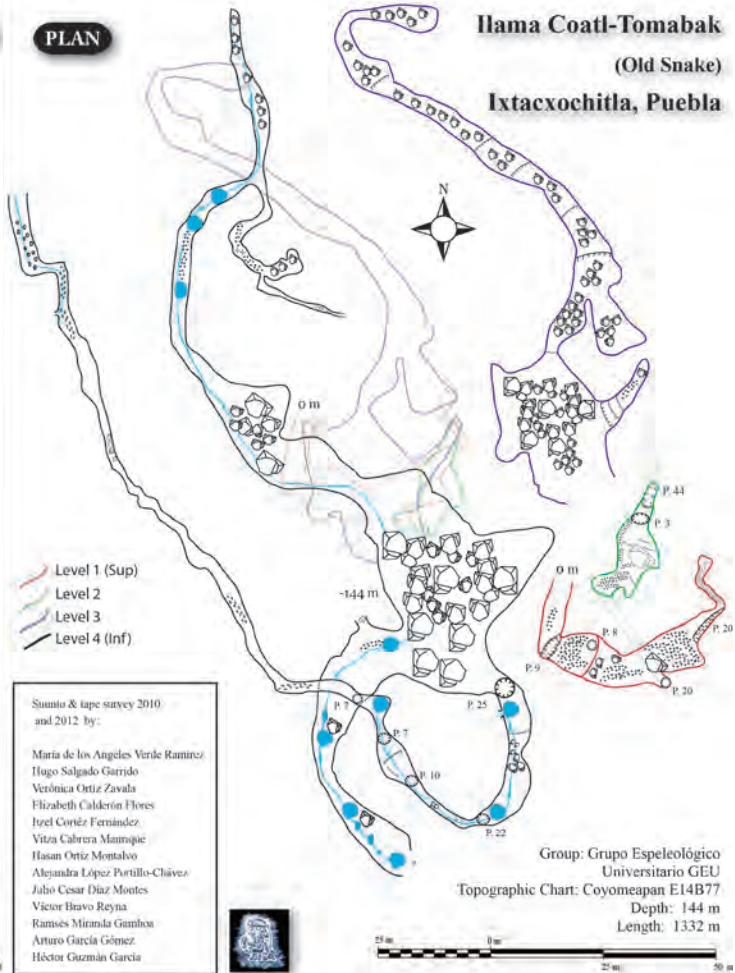 PLAN
Ilama Coatl-Tomabak
(Old Snake)
Ixtacxochitla, Puebla
N
0 m
P. 44
P. 3
0 m
Level 1 (Sup)
Level 2
Level 3
Level 4 (Inf)
-144 m
P. 8
P. 20
P. 9
P. 20
P. 7
P. 25
P. 7
P. 10
P. 22
?
Suunto & tape survey 2010
and 2012 by:
María de los Angeles Verde Ramírez
Hugo Salgado Garrido
Verónica Ortiz Zavala
Elizabeth Calderón Flores
Itzel Cortéz Fernández
Vitza Cabrera Manrique
Hasan Ortiz Montalvo
Alejandra López Portillo-Chávez
Julio Cesar Díaz Montes
Víctor Bravo Reyna
Ramsés Miranda Gamboa
Arturo García Gómez
Héctor Guzmán García
Group: Grupo Espeleológico
Universitario GEU
Topographic Chart: Coyomeapan E14B77
Depth: 144 m
Length: 1332 m
25 m 0 m
25 m 50 m